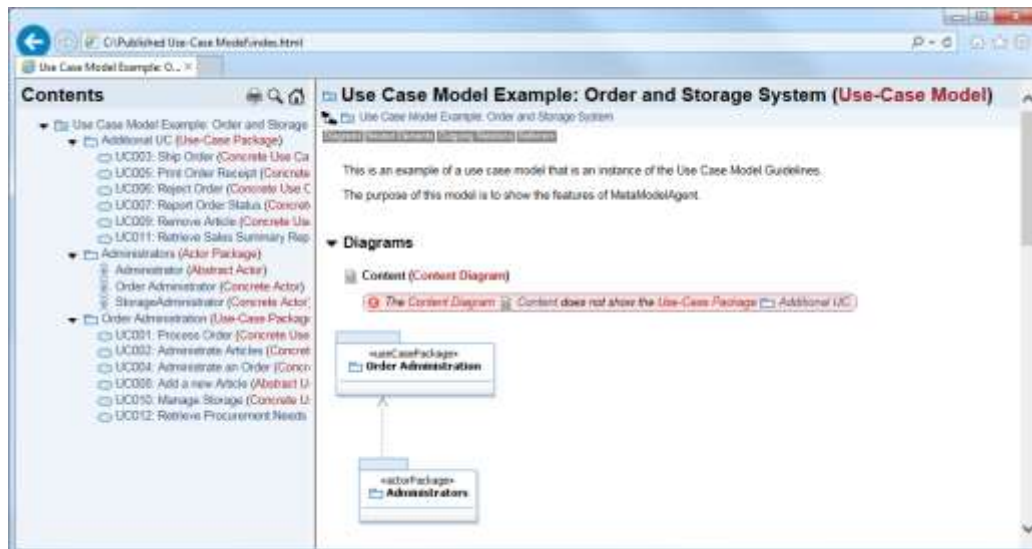 C:\Published Use-Case Model\index.html
Use Case Model Example: O...
Contents
Use Case Model Example: Order and Storage
Additional UC (Use-Case Package)
UC003: Ship Order (Concrete Use Ca
UC005: Print Order Receipt (Concrete
UC006: Reject Order (Concrete Use C
UC007: Report Order Status (Concret
UC009: Remove Article (Concrete Use
UC011: Retrieve Sales Summary Rep
Administrators (Actor Package)
Administrator (Abstract Actor)
Order Administrator (Concrete Actor)
StorageAdministrator (Concrete Actor)
Order Administration (Use-Case Package
UC001: Process Order (Concrete Use
UC002: Administrate Articles (Concret
UC004: Administrate an Order (Concr
UC008: Add a new Article (Abstract U
UC010: Manage Storage (Concrete U
UC012: Retrieve Procurement Needs
Use Case Model Example: Order and Storage System (Use-Case Model)
Use Case Model Example: Order and Storage System
Diagrams Nested Elements Outgoing Relations Referrers
This is an example of a use case model that is an instance of the Use Case Model Guidelines.
The purpose of this model is to show the features of MetaModelAgent.
Diagrams
Content (Content Diagram)
The Content Diagram Content does not show the Use-Case Package Additional UC
«useCasePackage»
Order Administration
«actorPackage»
Administrators